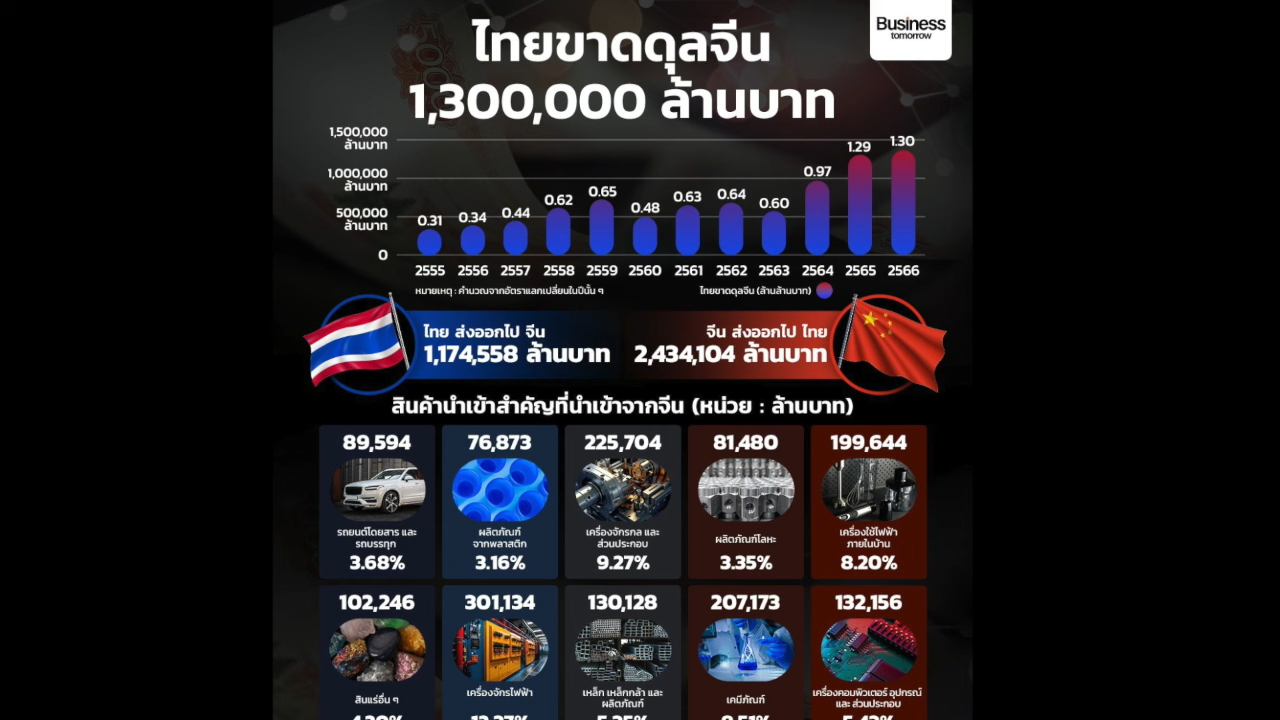 Business
tomorrow
ไทยขาดดุลจีน
1,300,000 ล้านบาท
1,500,000
ล้านบาท
1,000,000
ล้านบาท
500,000
ล้านบาท
0
0.31 0.34 0.44 0.62 0.65 0.48 0.63 0.64 0.60 0.97 1.29 1.30
2555 2556 2557 2558 2559 2560 2561 2562 2563 2564 2565 2566
หมายเหตุ : คำนวณจากอัตราแลกเปลี่ยนในปีนั้น ๆ
ไทยขาดดุลจีน (ล้านล้านบาท)
ไทย ส่งออกไป จีน
1,174,558 ล้านบาท
จีน ส่งออกไป ไทย
2,434,104 ล้านบาท
สินค้านำเข้าสำคัญที่นำเข้าจากจีน (หน่วย : ล้านบาท)
89,594
รถยนต์โดยสาร และ
รถบรรทุก
3.68%
76,873
ผลิตภัณฑ์
จากพลาสติก
3.16%
225,704
เครื่องจักรกล และ
ส่วนประกอบ
9.27%
81,480
ผลิตภัณฑ์โลหะ
3.35%
199,644
เครื่องใช้ไฟฟ้า
ภายในบ้าน
8.20%
102,246
สินแร่อื่น ๆ
301,134
เครื่องจักรไฟฟ้า
130,128
เหล็ก เหล็กกล้า และ
ผลิตภัณฑ์
207,173
เคมีภัณฑ์
132,156
เครื่องคอมพิวเตอร์ อุปกรณ์
และ ส่วนประกอบ